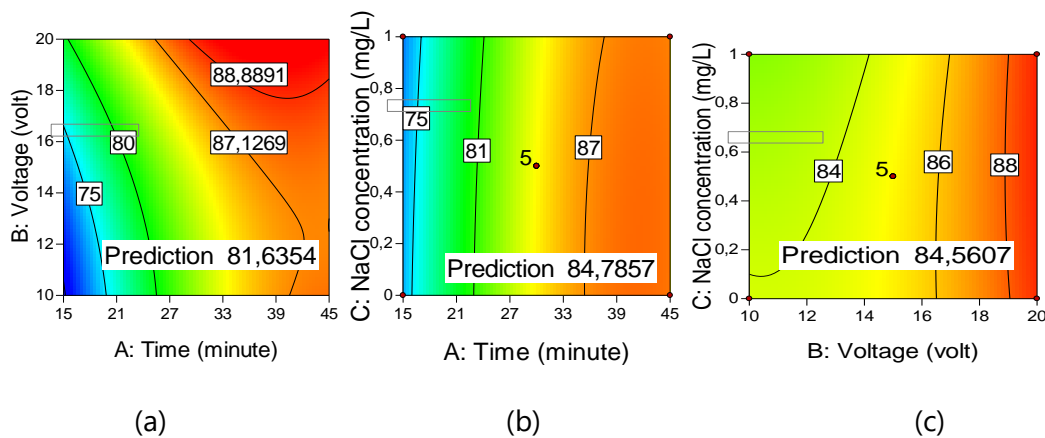 B: Voltage (volt)
20
18
16
14
12
10
88,8891
87,1269
80
75
Prediction 81,6354
15 21 27 33 39 45
A: Time (minute)
(a)
C: NaCl concentration (mg/L)
1
0,8
0,6
0,4
0,2
0
75
81
87
5
Prediction 84,7857
15 21 27 33 39 45
A: Time (minute)
(b)
C: NaCl concentration (mg/L)
1
0,8
0,6
0,4
0,2
0
84
5
86
88
Prediction 84,5607
10 12 14 16 18 20
B: Voltage (volt)
(c)